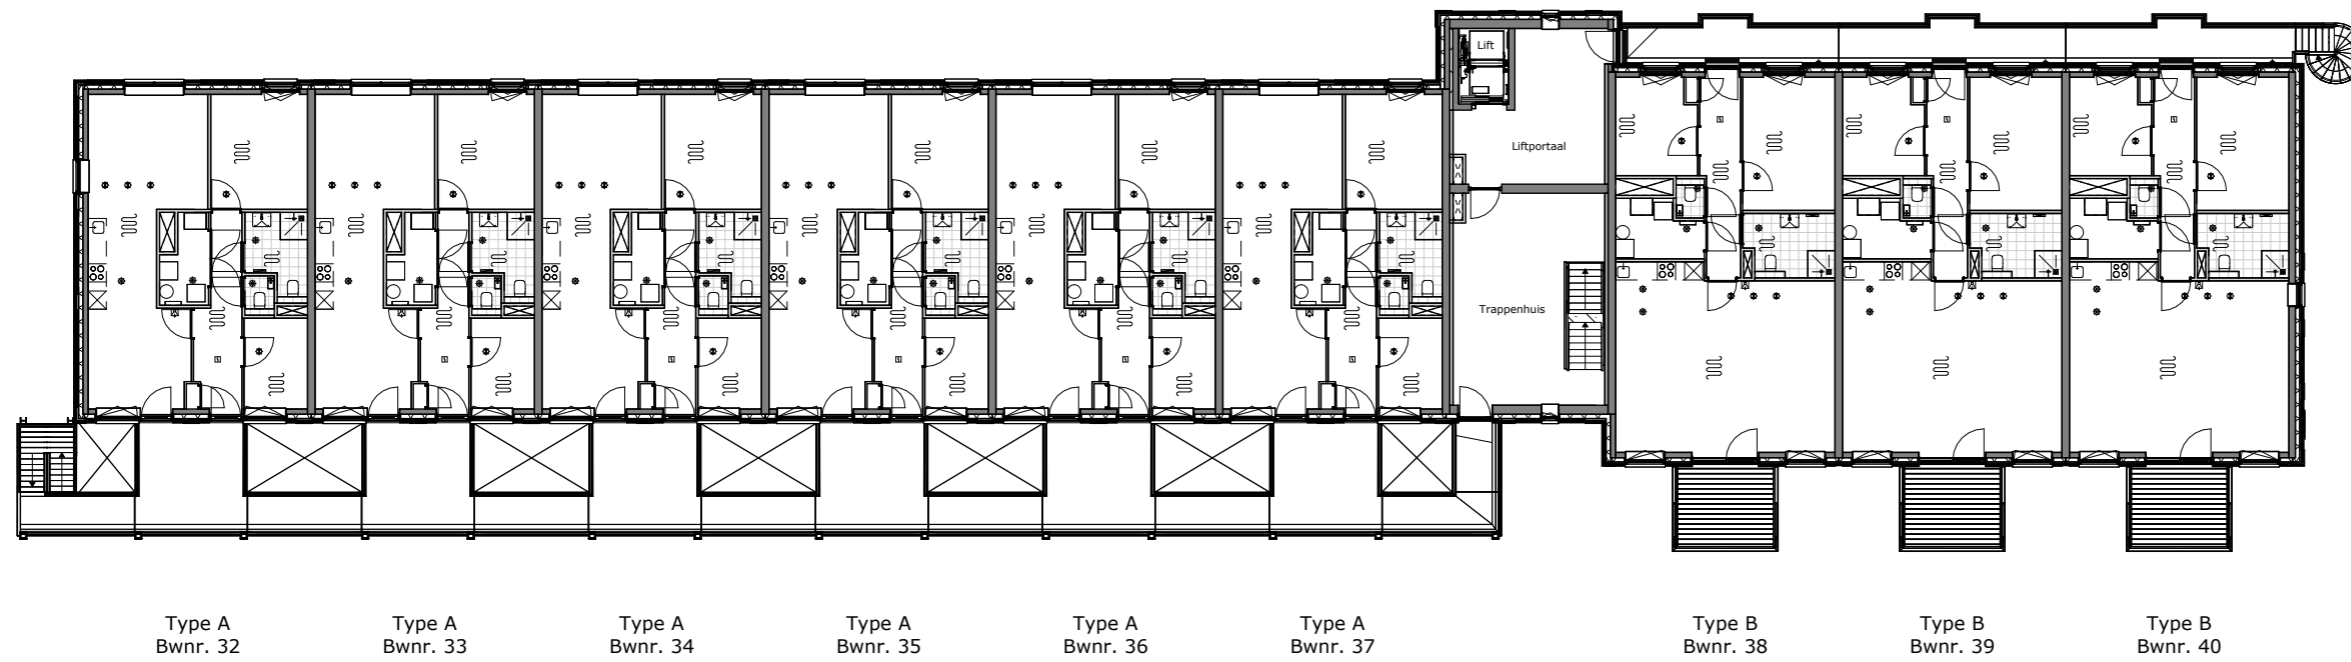 Lift
Liftportaal
Trappenhuis
Type A
Bwnr. 32
Type A
Bwnr. 33
Type A
Bwnr. 34
Type A
Bwnr. 35
Type A
Bwnr. 36
Type A
Bwnr. 37
Type B
Bwnr. 38
Type B
Bwnr. 39
Type B
Bwnr. 40